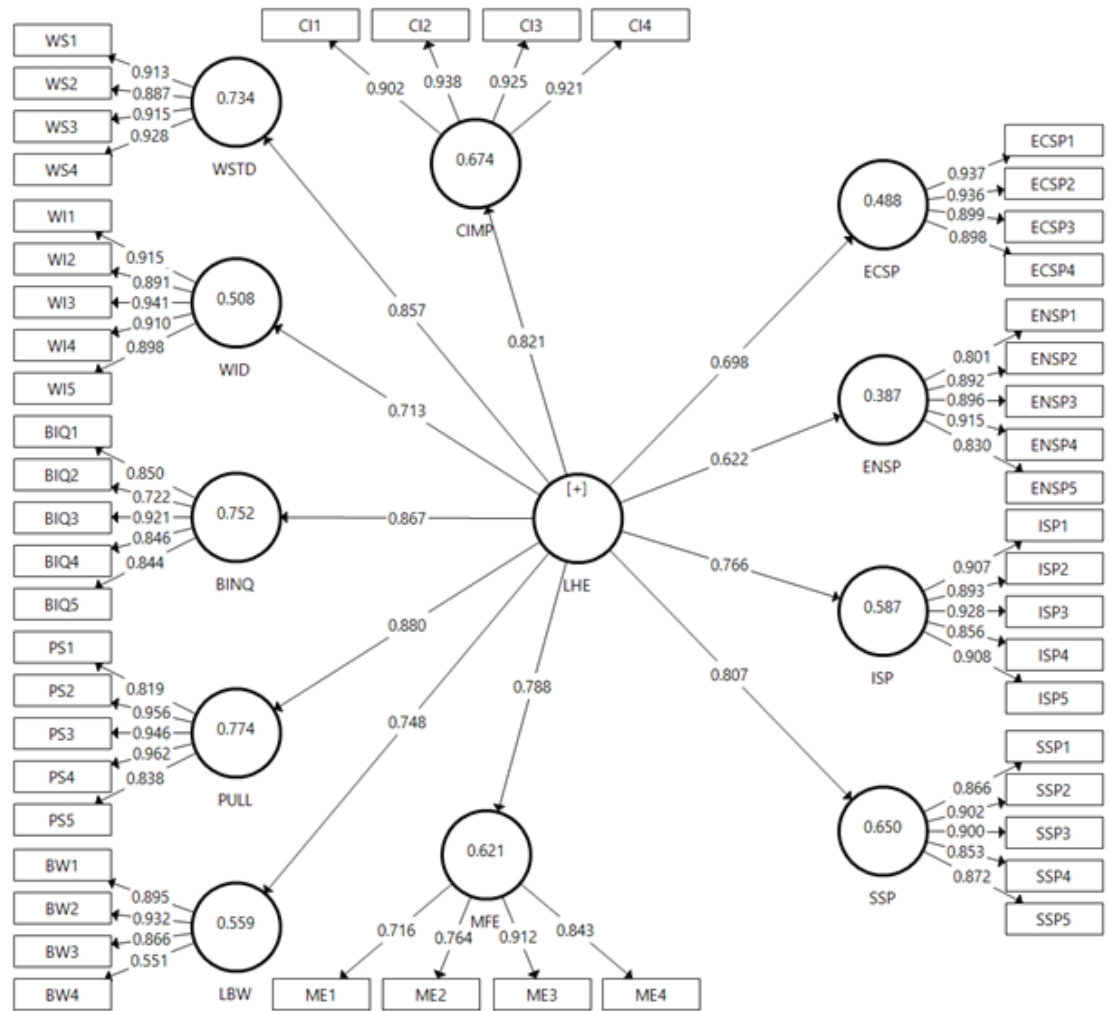 CI1 CI2 CI3 CI4
0.902 0.938 0.925 0.921
0.674
CIMP
WS1
WS2
WS3
WS4
0.913
0.887
0.915
0.928
0.734
WSTD
WI1
WI2
WI3
WI4
WI5
0.915
0.891
0.941
0.910
0.898
0.508
WID
BIQ1
BIQ2
BIQ3
BIQ4
BIQ5
0.850
0.722
0.921
0.846
0.844
0.752
BINQ
PS1
PS2
PS3
PS4
PS5
0.819
0.956
0.946
0.962
0.838
0.774
PULL
BW1
BW2
BW3
BW4
0.895
0.932
0.866
0.551
0.559
LBW
0.857
0.821
0.713
0.867
0.880
0.748
0.788
0.698
0.622
0.766
0.807
[+]
LHE
0.621
MFE
0.716 0.764 0.912 0.843
ME1 ME2 ME3 ME4
0.488
ECSP
0.937
0.936
0.899
0.898
ECSP1
ECSP2
ECSP3
ECSP4
0.387
ENSP
0.801
0.892
0.896
0.915
0.830
ENSP1
ENSP2
ENSP3
ENSP4
ENSP5
0.587
ISP
0.907
0.893
0.928
0.856
0.908
ISP1
ISP2
ISP3
ISP4
ISP5
0.650
SSP
0.866
0.902
0.900
0.853
0.872
SSP1
SSP2
SSP3
SSP4
SSP5